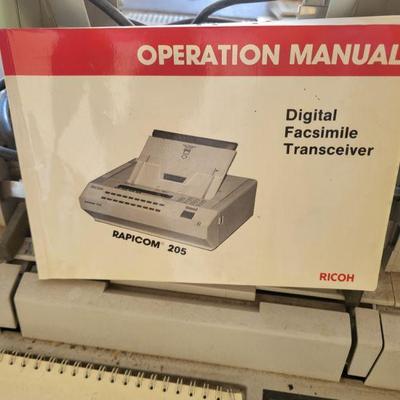 OPERATION MANUAL
Digital
Facsimile
Transceiver
RAPICOM® 205
RICOH